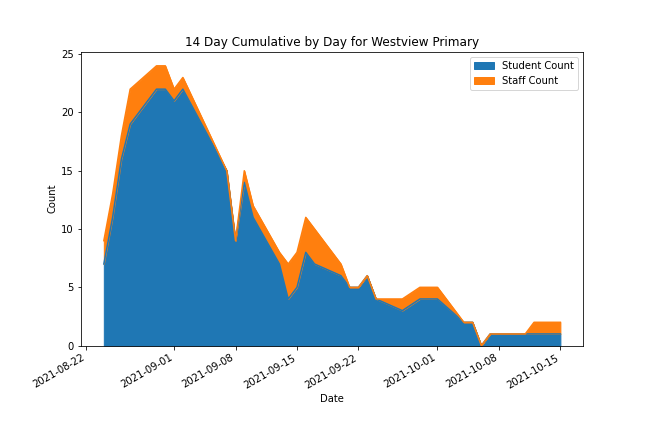 14 Day Cumulative by Day for Westview Primary
25
20
15
10
5
0
Count
Student Count
Staff Count
2021-08-22
2021-09-01
2021-09-08
2021-09-15
2021-09-22
2021-10-01
2021-10-08
2021-10-15
Date